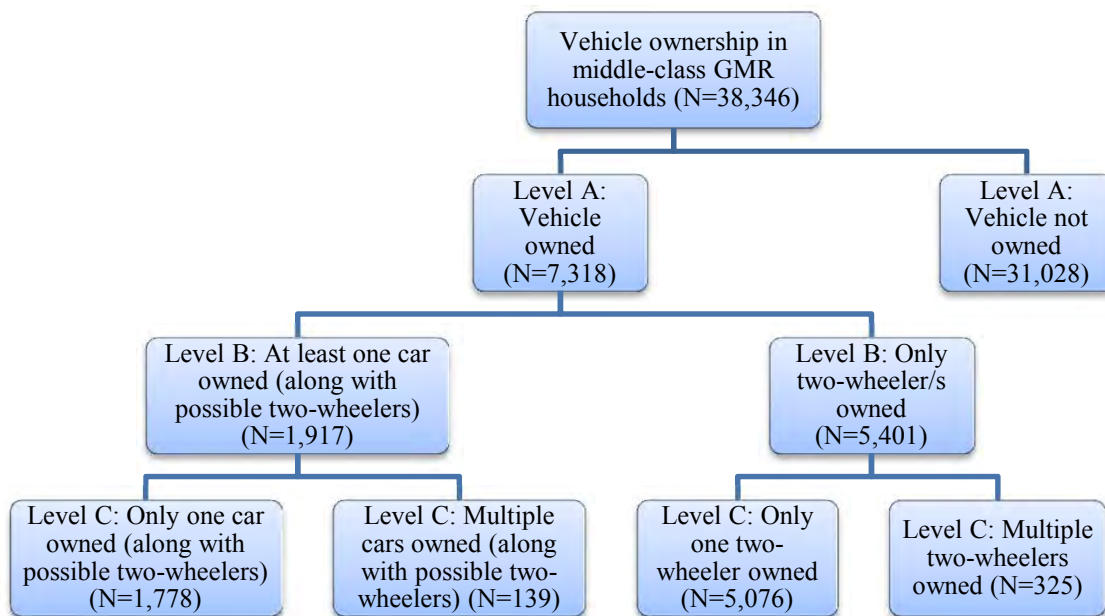 Vehicle ownership in
middle-class GMR
households (N=38,346)
Level A:
Vehicle
owned
(N=7,318)
Level A:
Vehicle not
owned
(N=31,028)
Level B: At least one car
owned (along with
possible two-wheelers)
(N=1,917)
Level B: Only
two-wheeler/s
owned
(N=5,401)
Level C: Only one car
owned (along with
possible two-wheelers)
(N=1,778)
Level C: Multiple
cars owned (along
with possible two-
wheelers) (N=139)
Level C: Only
one two-
wheeler owned
(N=5,076)
Level C: Multiple
two-wheelers
owned (N=325)